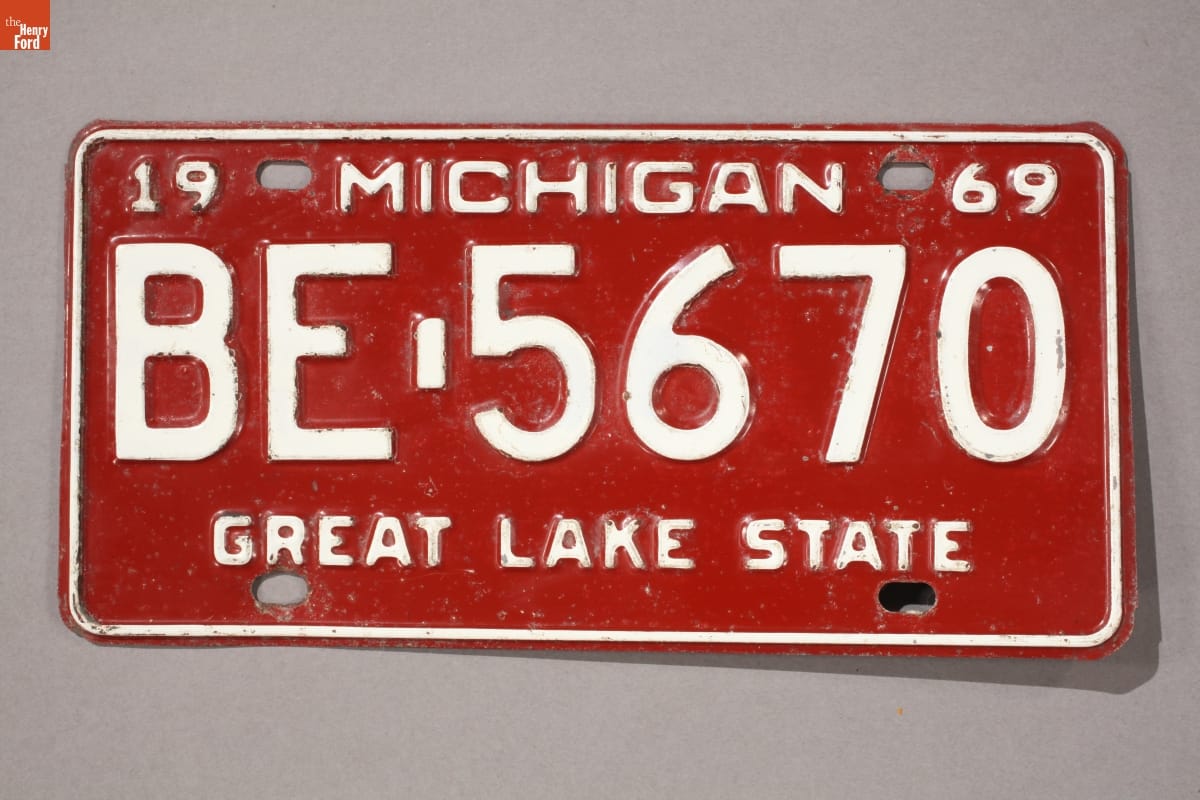 the
Henry
Ford
19 MICHIGAN 69
BE-5670
GREAT LAKE STATE